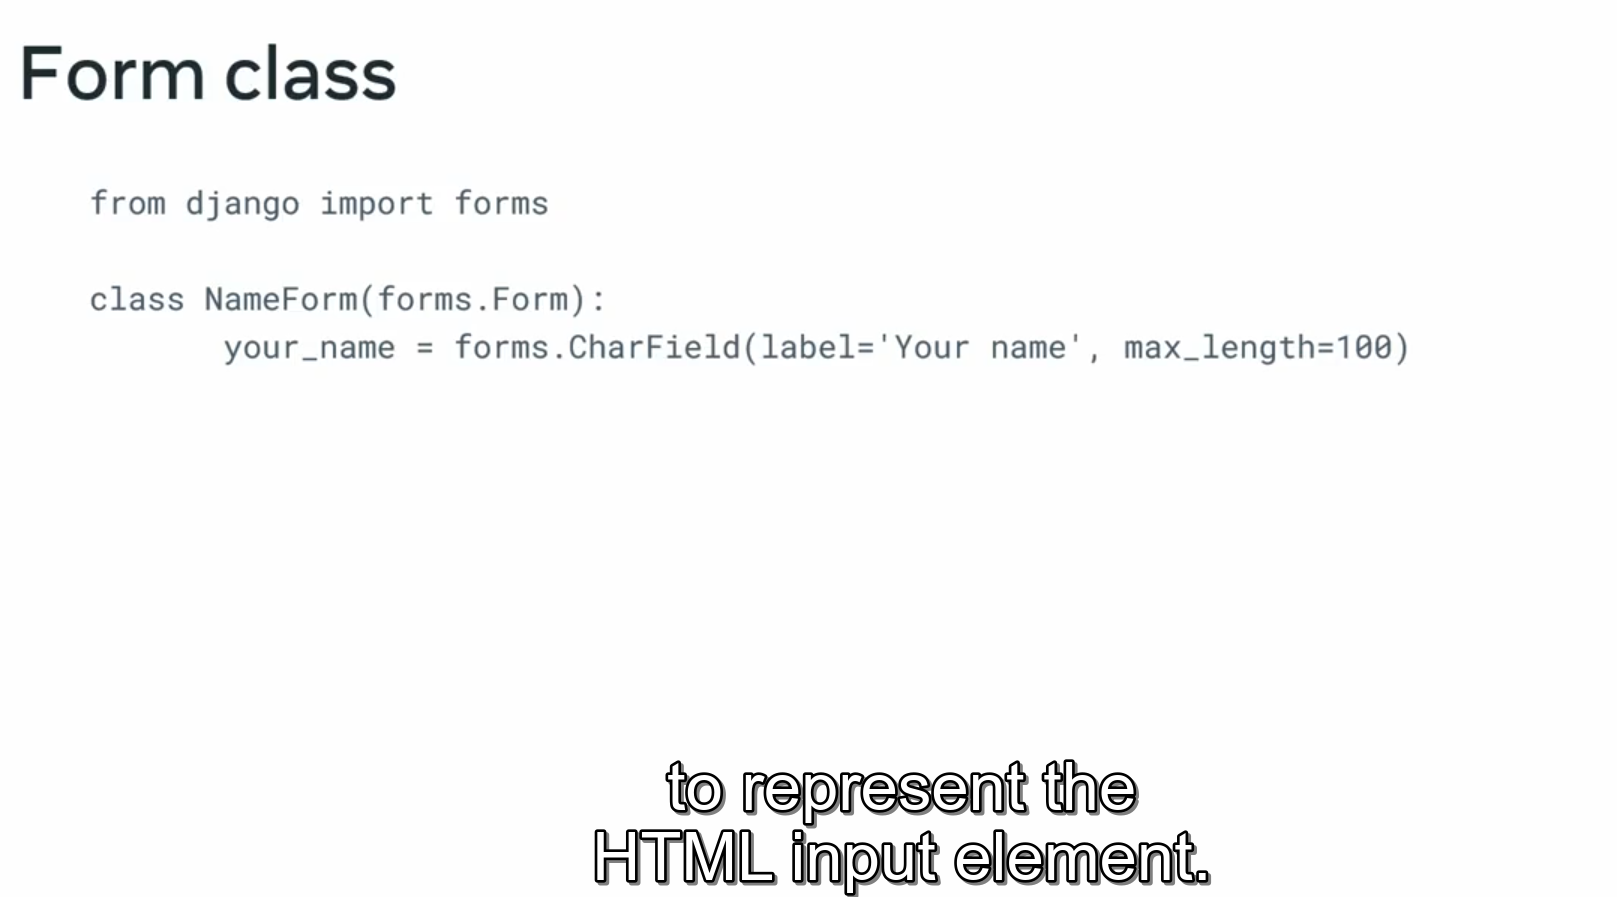 Form class
from django import forms
class NameForm(forms.Form):
your_name = forms.CharField(label='Your name', max_length=100)
to represent the
HTML input element.